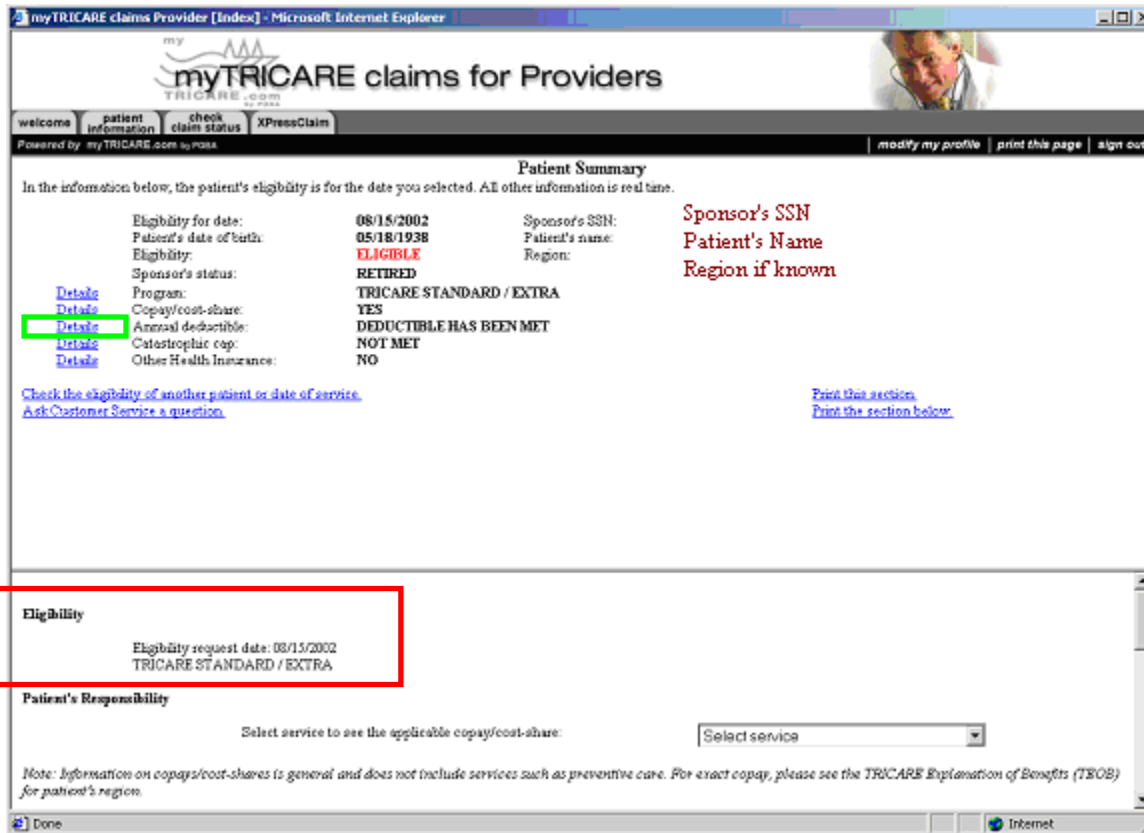 myTRICARE claims Provider [Index] - Microsoft Internet Explorer
my
TRICARE.com
by PGBA
myTRICARE claims for Providers
welcome patient information check claim status XPressClaim
Powered by myTRICARE.com by PGBA modify my profile print this page sign out
Patient Summary
In the information below, the patient's eligibility is for the date you selected. All other information is real time.
Eligibility for date: 08/15/2002 Sponsor's SSN: Sponsor's SSN
Patient's date of birth: 05/18/1938 Patient's name: Patient's Name
Eligibility: ELIGIBLE Region: Region if known
Sponsor's status: RETIRED
Details Program: TRICARE STANDARD / EXTRA
Details Copay/cost-share: YES
Details Annual deductible: DEDUCTIBLE HAS BEEN MET
Details Catastrophic cap: NOT MET
Details Other Health Insurance: NO
Check the eligibility of another patient or date of service. Print this section.
Ask Customer Service a question. Print the section below.
Eligibility
Eligibility request date: 08/15/2002
TRICARE STANDARD / EXTRA
Patient's Responsibility
Select service to see the applicable copay/cost-share: Select service
Note: Information on copays/cost-shares is general and does not include services such as preventive care. For exact copay, please see the TRICARE Explanation of Benefits (TEOB)
for patient's region.
Done Internet